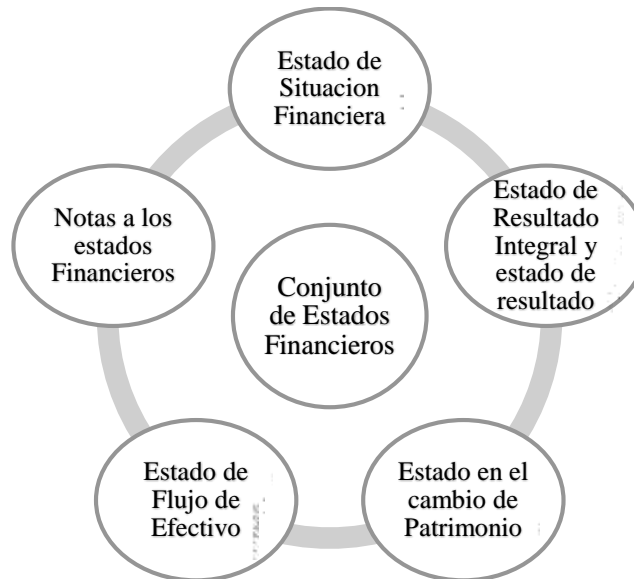 Estado de
Situacion
Financiera
Estado de
Resultado
Integral y
estado de
resultado
Notas a los
estados
Financieros
Conjunto
de Estados
Financieros
Estado de
Flujo de
Efectivo
Estado en el
cambio de
Patrimonio